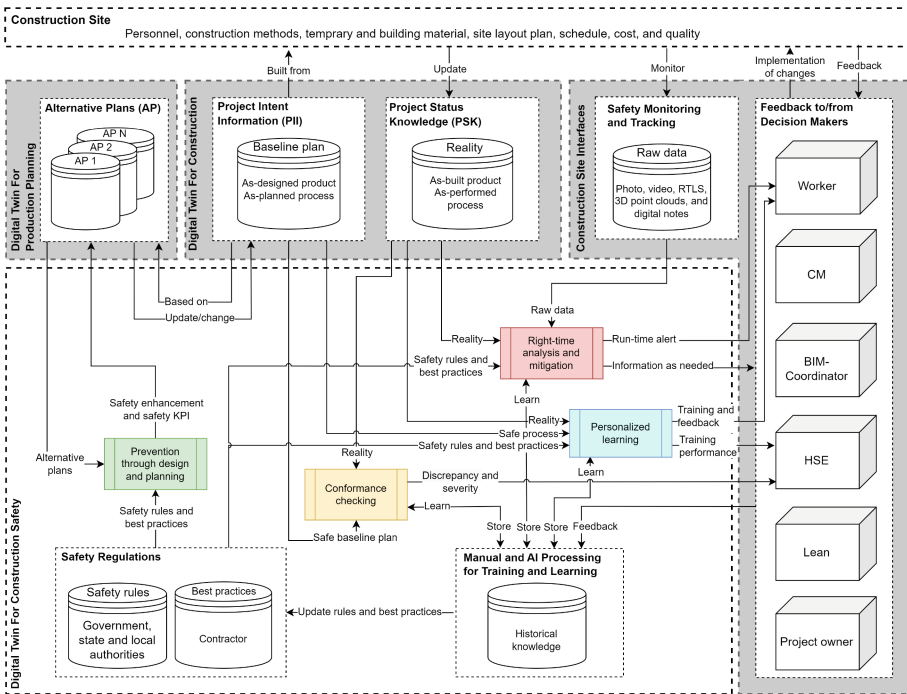 Construction Site
Personnel, construction methods, temprary and building material, site layout plan, schedule, cost, and quality
Built from
Update
Monitor
Implementation
of changes
Feedback
Digital Twin For
Production Planning
Alternative Plans (AP)
AP N
AP 2
AP 1
Digital Twin For Construction
Project Intent
Information (PII)
Baseline plan
As-designed product
As-planned process
Project Status
Knowledge (PSK)
Reality
As-built product
As-performed
process
Construction Site Interfaces
Safety Monitoring
and Tracking
Raw data
Photo, video, RTLS,
3D point clouds, and
digital notes
Feedback to/from
Decision Makers
Worker
CM
BIM-
Coordinator
HSE
Lean
Project owner
Digital Twin For Construction Safety
Based on
Update/change
Raw data
Reality
Right-time
analysis and
mitigation
Run-time alert
Safety rules and
best practices
Information as needed
Learn
Safety enhancement
and safety KPI
Reality
Safe process
Safety rules and best practices
Personalized
learning
Training and
feedback
Training
performance
Alternative
plans
Prevention
through design
and planning
Reality
Learn
Conformance
checking
Discrepancy and
severity
Learn
Safety rules and
best practices
Safe baseline plan
Store
Store
Store
Feedback
Safety Regulations
Safety rules
Government,
state and local
authorities
Best practices
Contractor
Update rules and best practices
Manual and AI Processing
for Training and Learning
Historical
knowledge